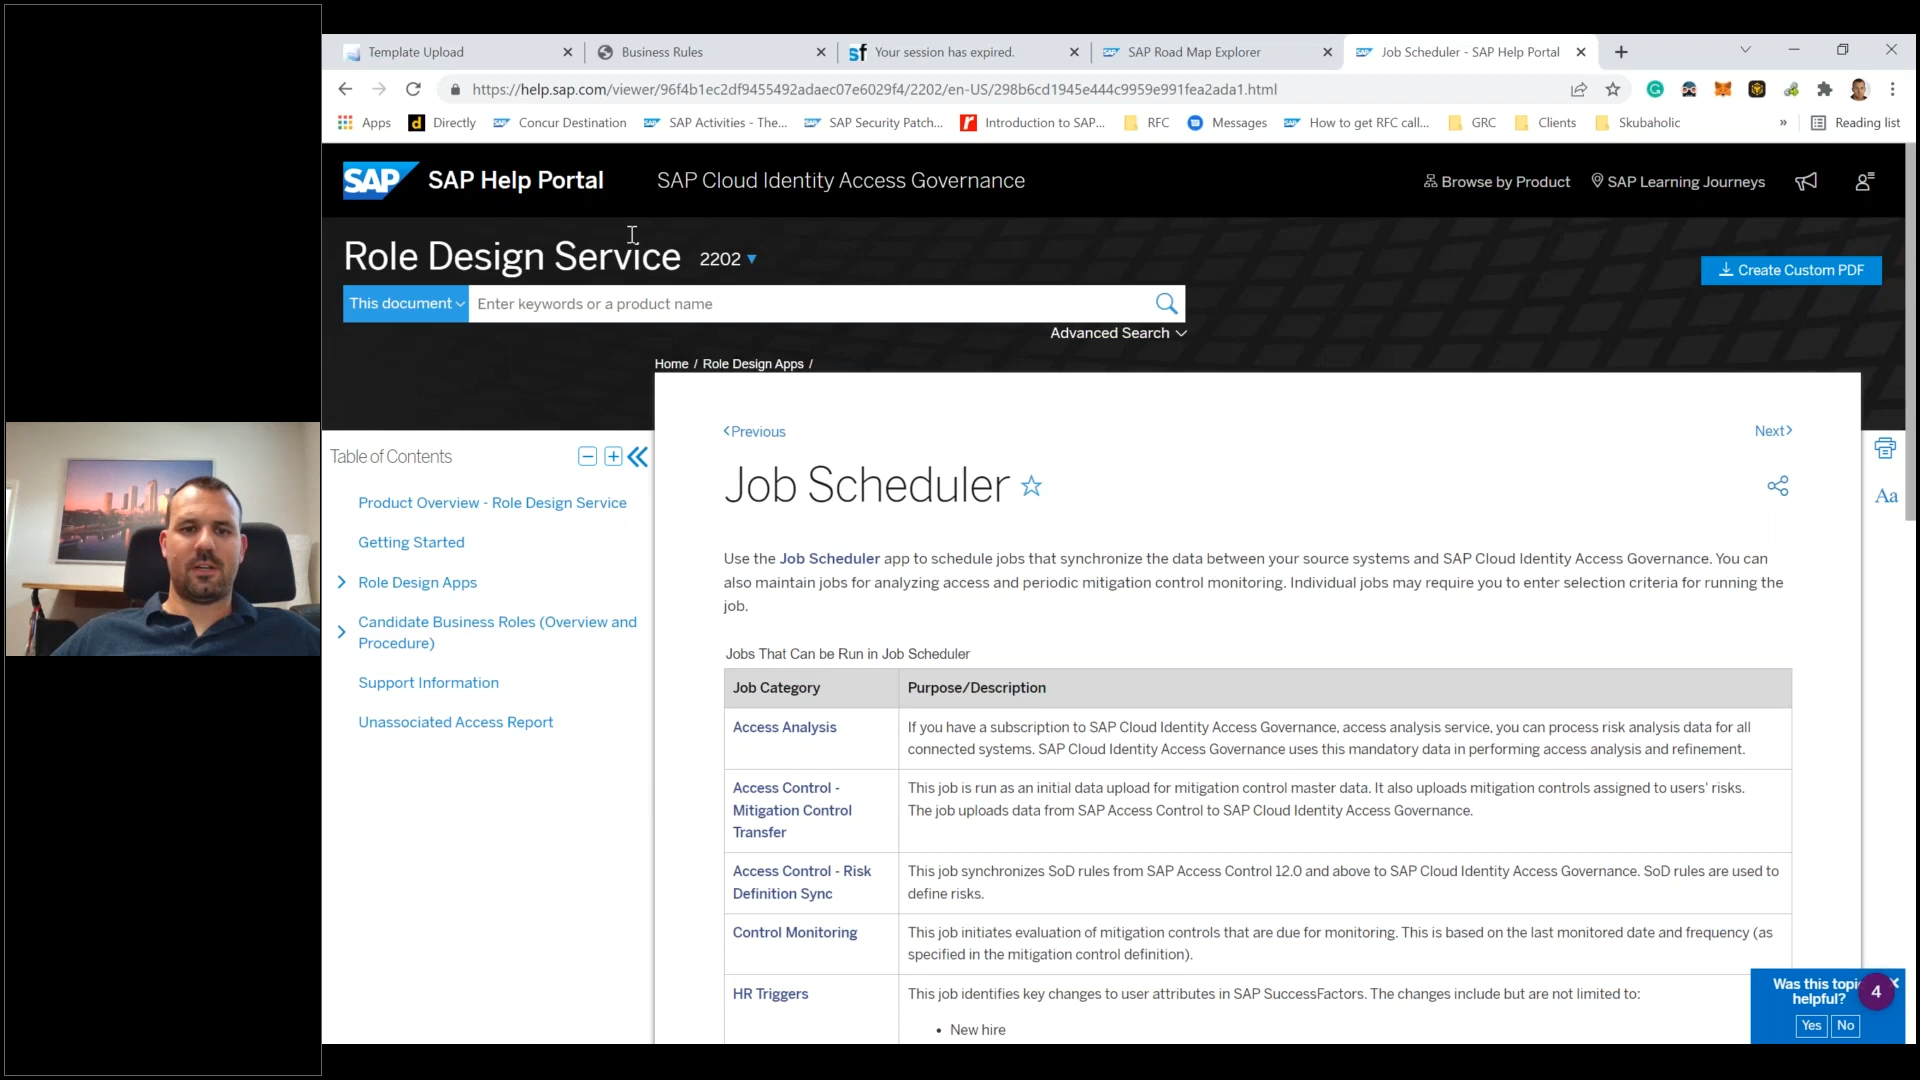 Template Upload
Business Rules
Your session has expired.
SAP Road Map Explorer
Job Scheduler - SAP Help Portal
https://help.sap.com/viewer/96f4b1ec2df9455492adaec07e6029f4/2202/en-US/298b6cd1945e444c9959e991fea2ada1.html
Apps
Directly
Concur Destination
SAP Activities - The...
SAP Security Patch...
Introduction to SAP...
RFC
Messages
How to get RFC call...
GRC
Clients
Skubaholic
»
Reading list
SAP
SAP Help Portal
SAP Cloud Identity Access Governance
Browse by Product
SAP Learning Journeys
Role Design Service
2202
Create Custom PDF
This document
Enter keywords or a product name
Advanced Search
Home / Role Design Apps /
Table of Contents
Product Overview - Role Design Service
Getting Started
Role Design Apps
Candidate Business Roles (Overview and
Procedure)
Support Information
Unassociated Access Report
Previous
Next
Aa
Job Scheduler
Use the Job Scheduler app to schedule jobs that synchronize the data between your source systems and SAP Cloud Identity Access Governance. You can
also maintain jobs for analyzing access and periodic mitigation control monitoring. Individual jobs may require you to enter selection criteria for running the
job.
Jobs That Can be Run in Job Scheduler
Job Category
Purpose/Description
Access Analysis
If you have a subscription to SAP Cloud Identity Access Governance, access analysis service, you can process risk analysis data for all
connected systems. SAP Cloud Identity Access Governance uses this mandatory data in performing access analysis and refinement.
Access Control -
Mitigation Control
Transfer
This job is run as an initial data upload for mitigation control master data. It also uploads mitigation controls assigned to users' risks.
The job uploads data from SAP Access Control to SAP Cloud Identity Access Governance.
Access Control - Risk
Definition Sync
This job synchronizes SoD rules from SAP Access Control 12.0 and above to SAP Cloud Identity Access Governance. SoD rules are used to
define risks.
Control Monitoring
This job initiates evaluation of mitigation controls that are due for monitoring. This is based on the last monitored date and frequency (as
specified in the mitigation control definition).
HR Triggers
This job identifies key changes to user attributes in SAP SuccessFactors. The changes include but are not limited to:
• New hire
Was this topi
helpful?
4
Yes
No